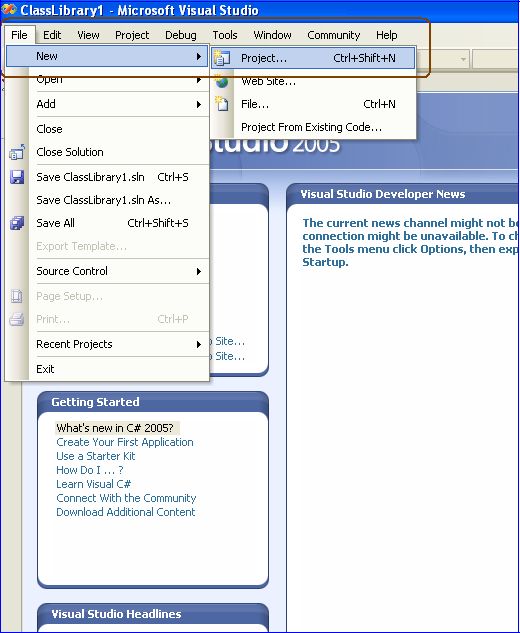 ClassLibrary1 - Microsoft Visual Studio
File Edit View Project Debug Tools Window Community Help
New
Open
Add
Close
Close Solution
Save ClassLibrary1.sln Ctrl+S
Save ClassLibrary1.sln As...
Save All Ctrl+Shift+S
Export Template...
Source Control
Page Setup...
Print... Ctrl+P
Recent Projects
Exit
Project... Ctrl+Shift+N
Web Site...
File... Ctrl+N
Project From Existing Code...
2005
Site...
Site...
Getting Started
What's new in C# 2005?
Create Your First Application
Use a Starter Kit
How Do I ... ?
Learn Visual C#
Connect With the Community
Download Additional Content
Visual Studio Headlines
Visual Studio Developer News
The current news channel might not
connection might be unavailable. To
the Tools menu click Options, then
Startup.